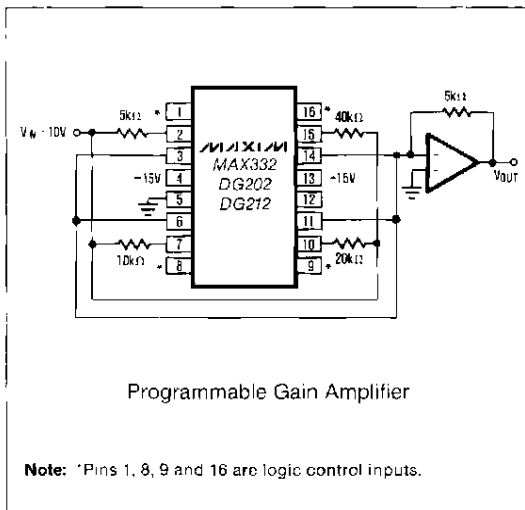 5kΩ
*
1
16
*
40kΩ
5kΩ
VIN - 10V
2
15
MAXIM
3
14
MAX332
-15V
4
13
-15V
DG202
VOUT
5
12
DG212
6
11
7
10
10kΩ
20kΩ
*
8
9
*
Programmable Gain Amplifier
Note: *Pins 1, 8, 9 and 16 are logic control inputs.